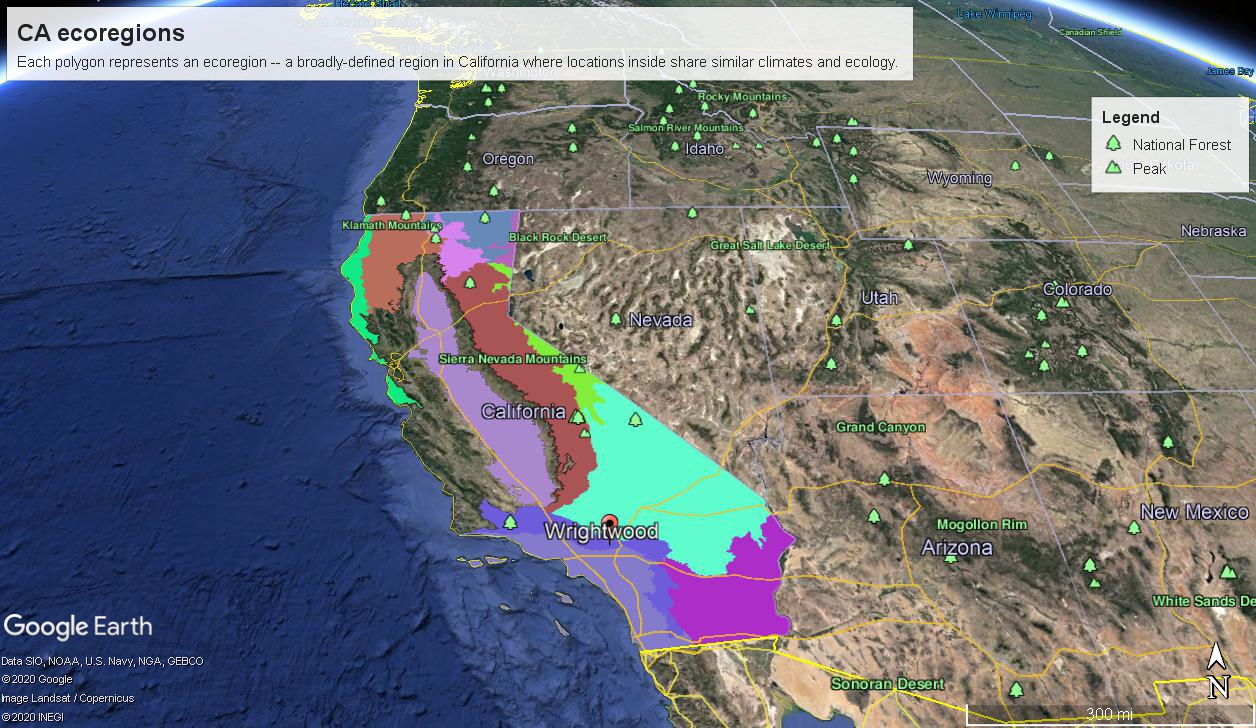 CA ecoregions
Each polygon represents an ecoregion -- a broadly-defined region in California where locations inside share similar climates and ecology.
Lake Winnipeg
Canadian Shield
James Bay
Washington
Rocky Mountains
Legend
National Forest
Peak
Salmon River Mountains
Idaho
Oregon
Wyoming
Klamath Mountains
Black Rock Desert
Great Salt Lake Desert
Nebraska
Utah
Colorado
Nevada
Sierra Nevada Mountains
California
Grand Canyon
Wrightwood
Mogollon Rim
New Mexico
Arizona
White Sands De
Sonoran Desert
Google Earth
Data SIO, NOAA, U.S. Navy, NGA, GEBCO
©2020 Google
Image Landsat / Copernicus
©2020 INEGI
N
300 mi